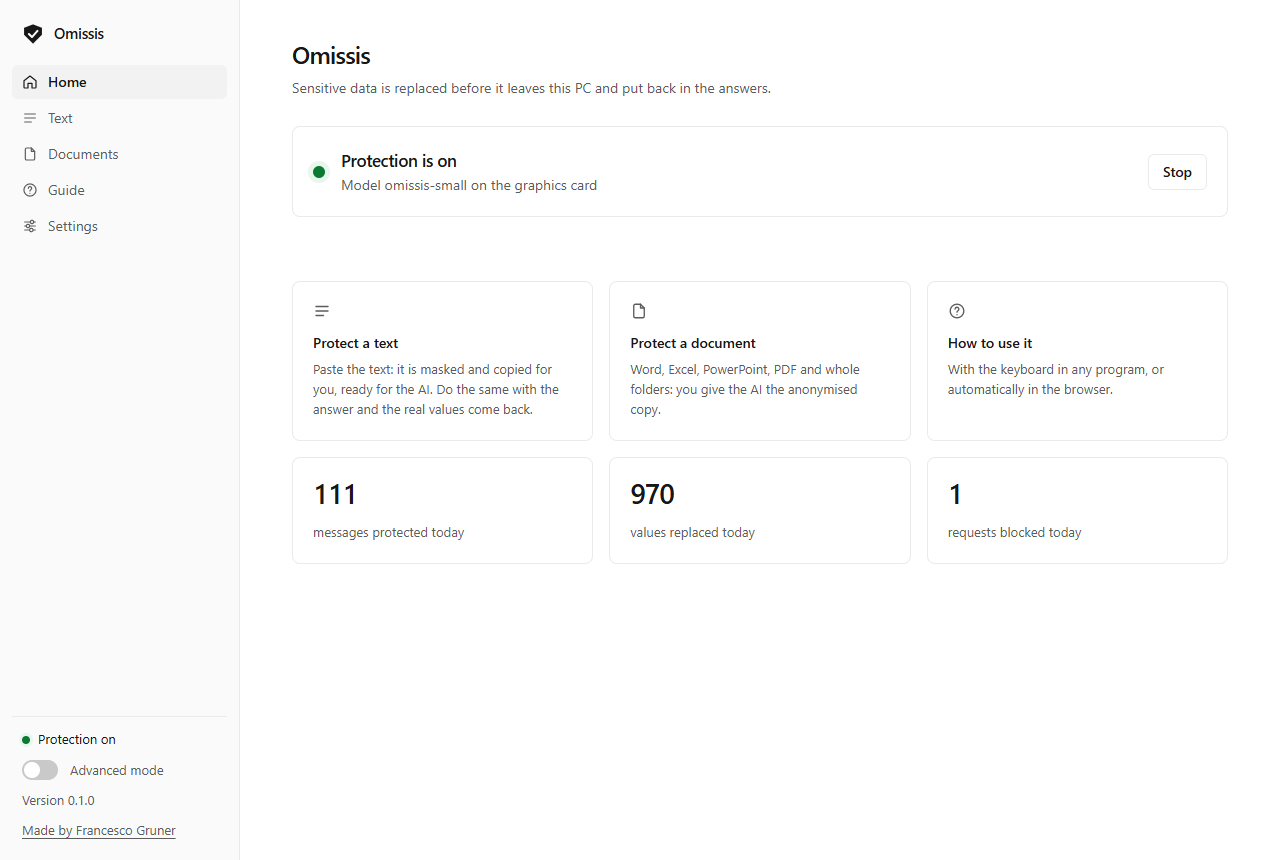 Omissis
Home
Text
Documents
Guide
Settings
Protection on
Advanced mode
Version 0.1.0
Made by Francesco Gruner
Omissis
Sensitive data is replaced before it leaves this PC and put back in the answers.
Protection is on
Model omissis-small on the graphics card
Stop
Protect a text
Paste the text: it is masked and copied for
you, ready for the AI. Do the same with the
answer and the real values come back.
Protect a document
Word, Excel, PowerPoint, PDF and whole
folders: you give the AI the anonymised
copy.
How to use it
With the keyboard in any program, or
automatically in the browser.
111
messages protected today
970
values replaced today
1
requests blocked today